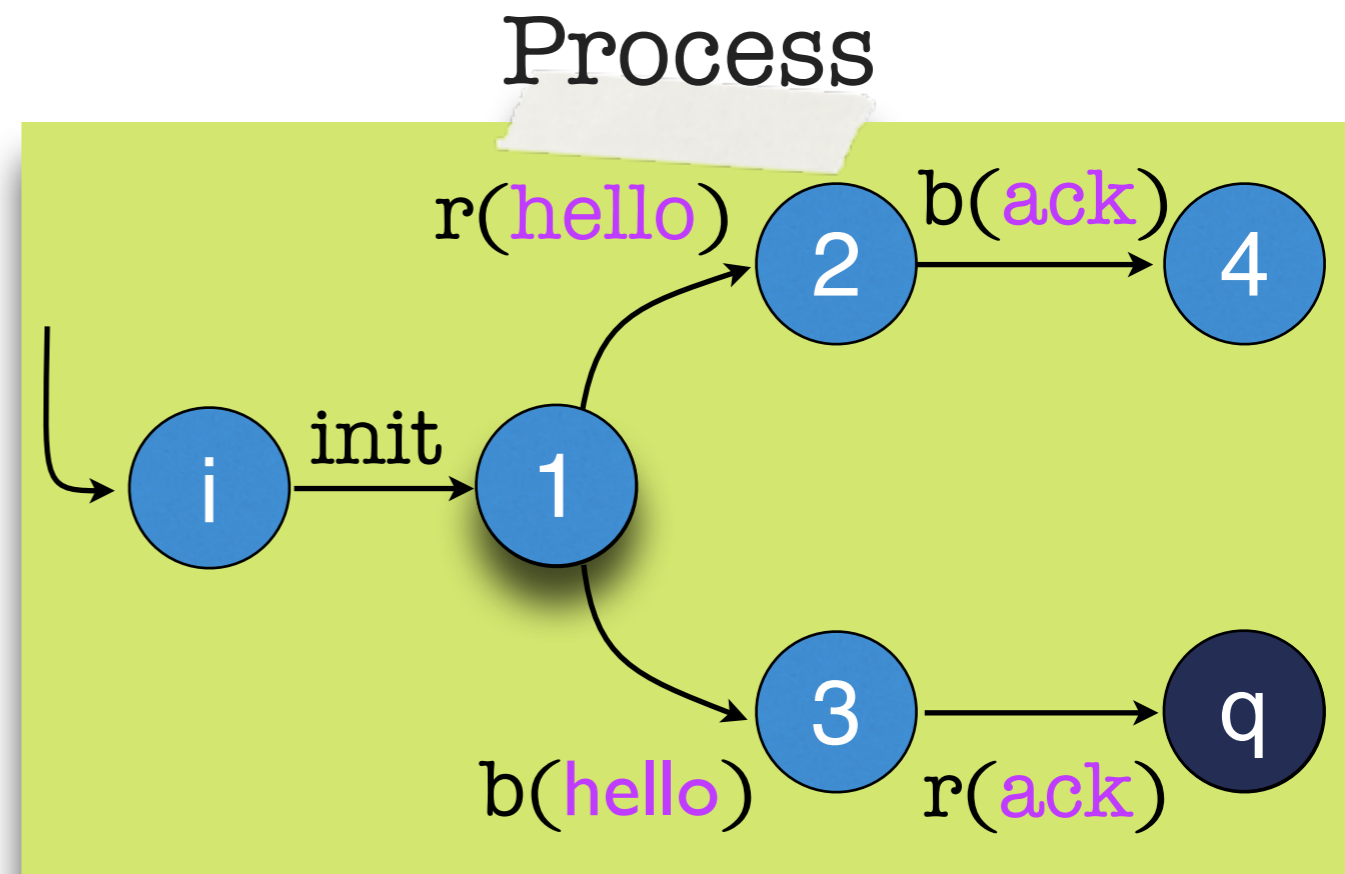 Process
r(hello)
2
b(ack)
4
i
init
1
b(hello)
3
r(ack)
q